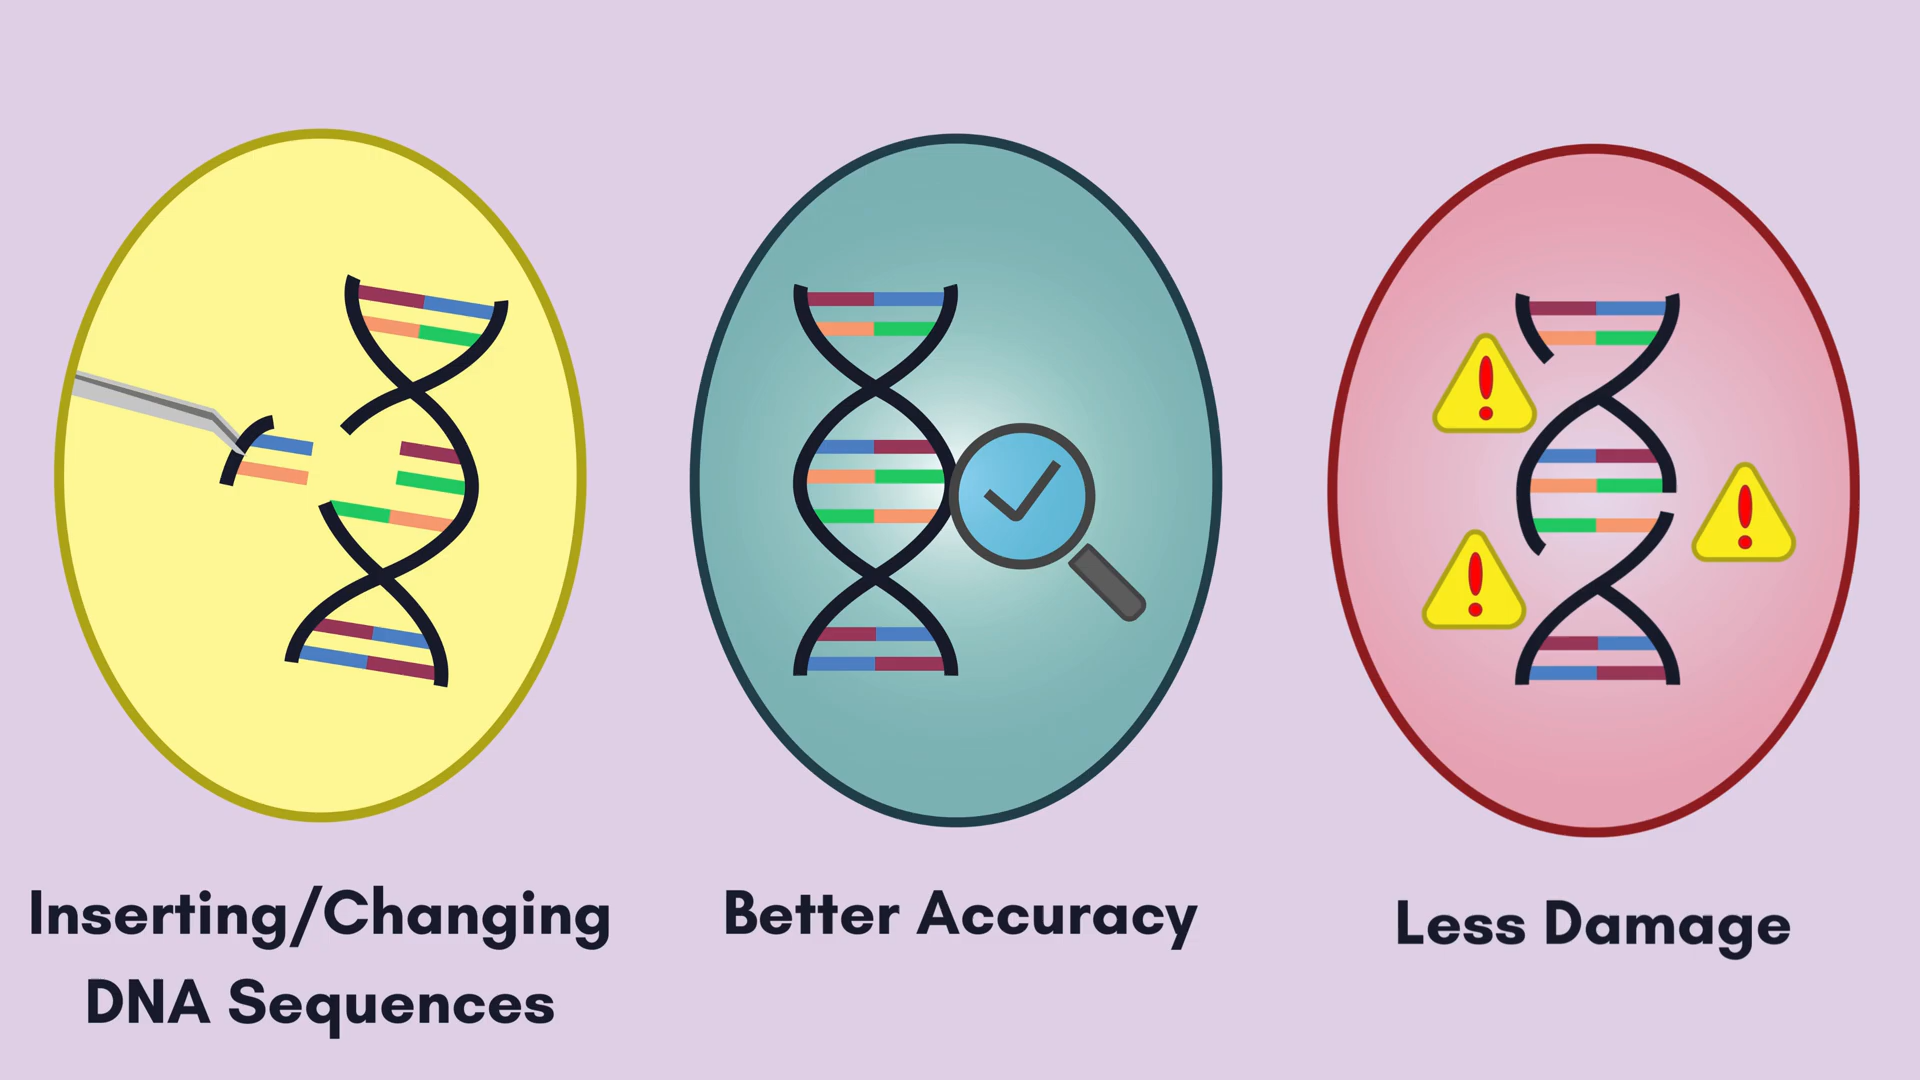 Inserting/Changing
DNA Sequences
Better Accuracy
Less Damage